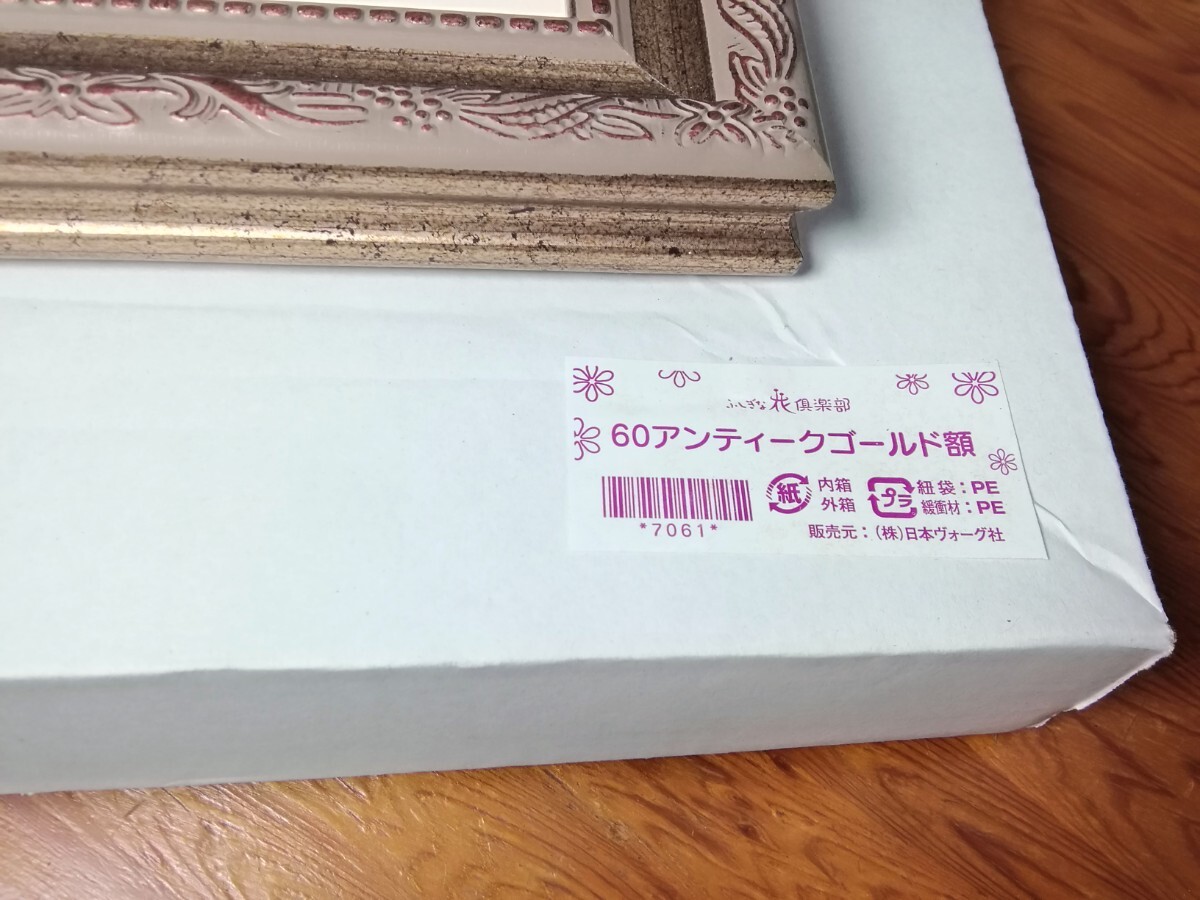 ふしぎな花倶楽部
60アンティークゴールド額
紙 内箱 外箱
プラ 紐袋：PE
緩衝材：PE
*7061*
販売元：(株)日本ヴォーグ社